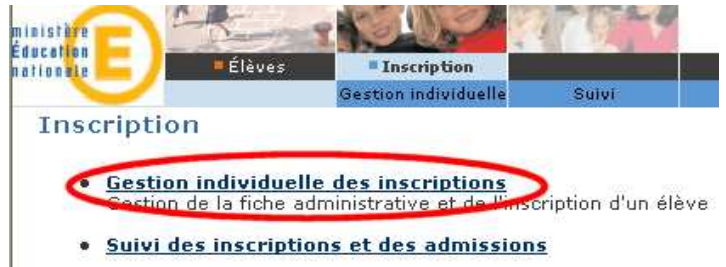 ministère
Éducation
nationale
Élèves
Inscription
Gestion individuelle
Suivi
Inscription
Gestion individuelle des inscriptions
Gestion de la fiche administrative et de l'inscription d'un élève
Suivi des inscriptions et des admissions